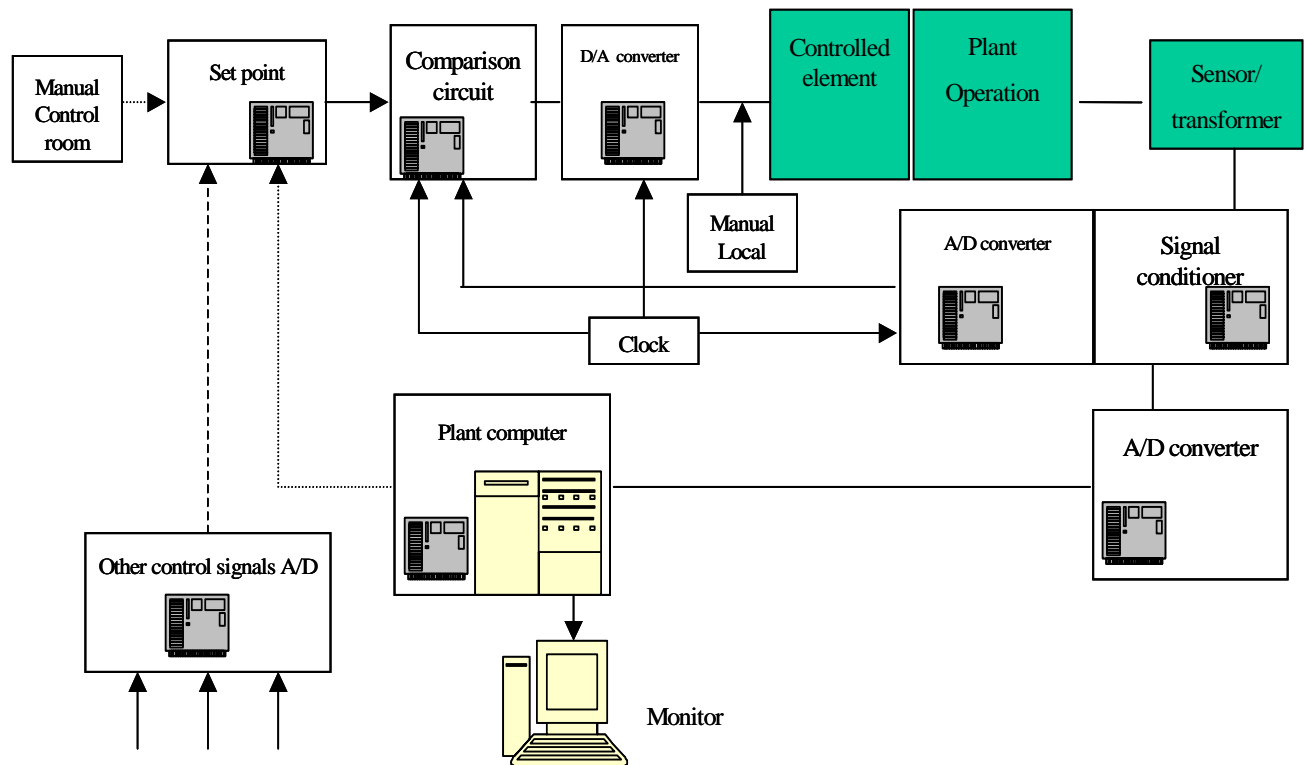 Manual
Control
room
Set point
Comparison
circuit
D/A converter
Controlled
element
Plant
Operation
Sensor/
transformer
Manual
Local
A/D converter
Signal
conditioner
Clock
Plant computer
A/D converter
Other control signals A/D
Monitor